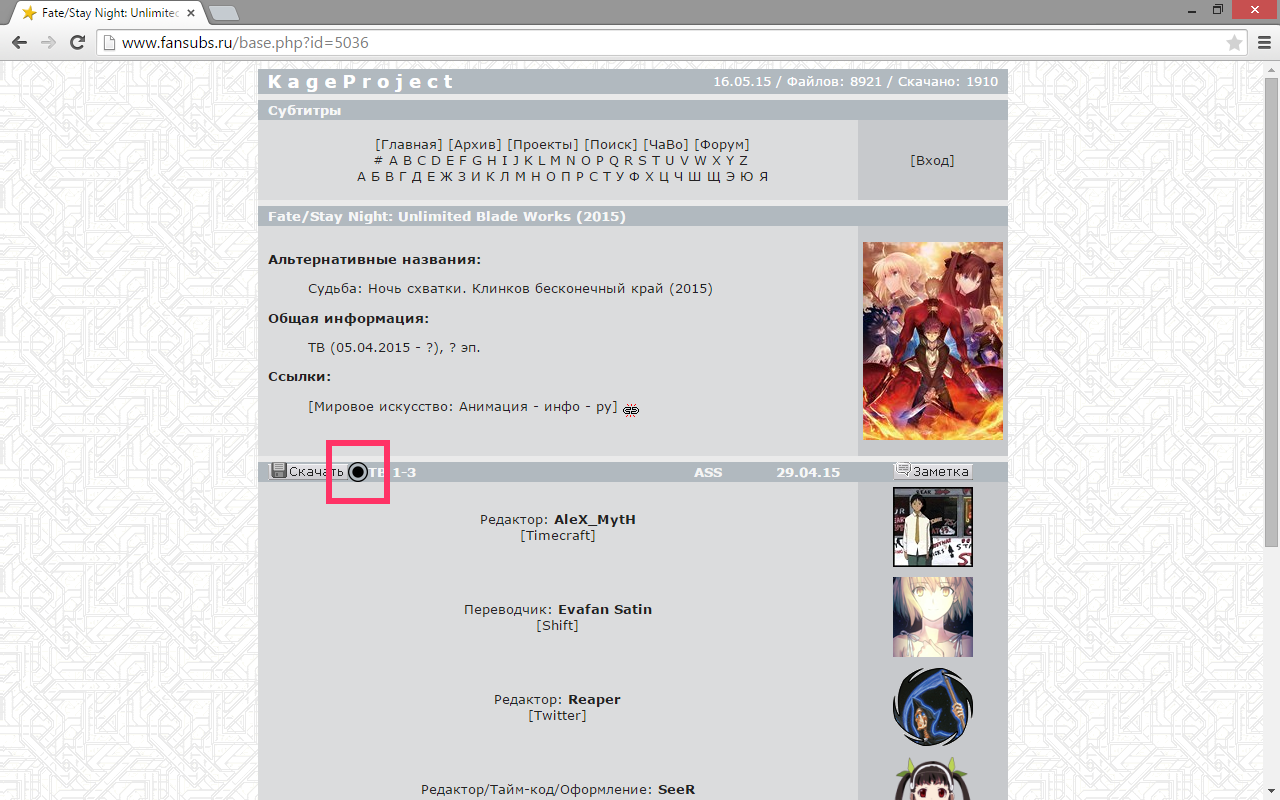 Fate/Stay Night: Unlimited
www.fansubs.ru/base.php?id=5036
KageProject 16.05.15 / Файлов: 8921 / Скачано: 1910
Субтитры
[Главная] [Архив] [Проекты] [Поиск] [ЧаВо] [Форум]
# A B C D E F G H I J K L M N O P Q R S T U V W X Y Z
А Б В Г Д Е Ж З И К Л М Н О П Р С Т У Ф Х Ц Ч Ш Щ Э Ю Я
[Вход]
Fate/Stay Night: Unlimited Blade Works (2015)
Альтернативные названия:
Судьба: Ночь схватки. Клинков бесконечный край (2015)
Общая информация:
ТВ (05.04.2015 - ?), ? эп.
Ссылки:
[Мировое искусство: Анимация - инфо - ру]
Скачать ТВ 1-3 ASS 29.04.15 Заметка
Редактор: AleX_MytH
[Timecraft]
Переводчик: Evafan Satin
[Shift]
Редактор: Reaper
[Twitter]
Редактор/Тайм-код/Оформление: SeeR